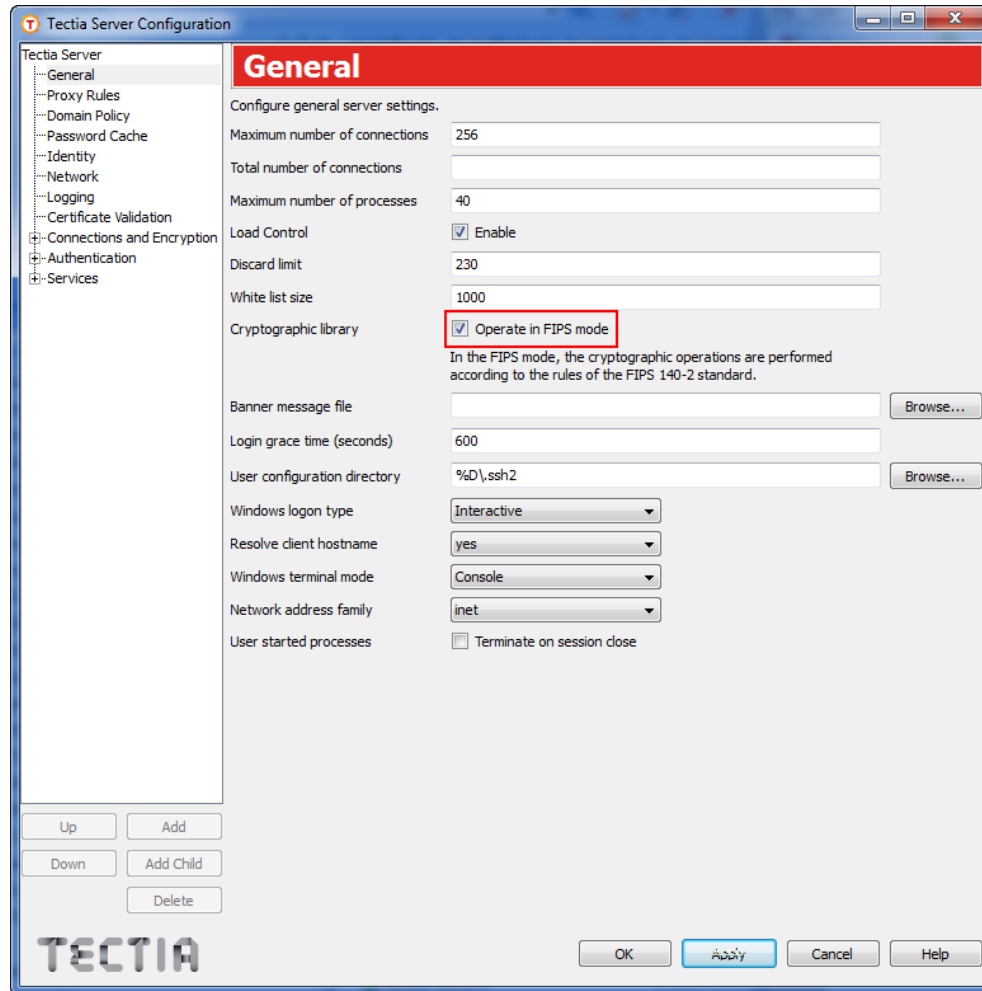 Tectia Server Configuration
Tectia Server
General
Proxy Rules
Domain Policy
Password Cache
Identity
Network
Logging
Certificate Validation
Connections and Encryption
Authentication
Services
General
Configure general server settings.
Maximum number of connections 256
Total number of connections
Maximum number of processes 40
Load Control Enable
Discard limit 230
White list size 1000
Cryptographic library Operate in FIPS mode
In the FIPS mode, the cryptographic operations are performed
according to the rules of the FIPS 140-2 standard.
Banner message file Browse...
Login grace time (seconds) 600
User configuration directory %D\.ssh2 Browse...
Windows logon type Interactive
Resolve client hostname yes
Windows terminal mode Console
Network address family inet
User started processes Terminate on session close
Up Add
Down Add Child
Delete
TECTIA
OK Apply Cancel Help